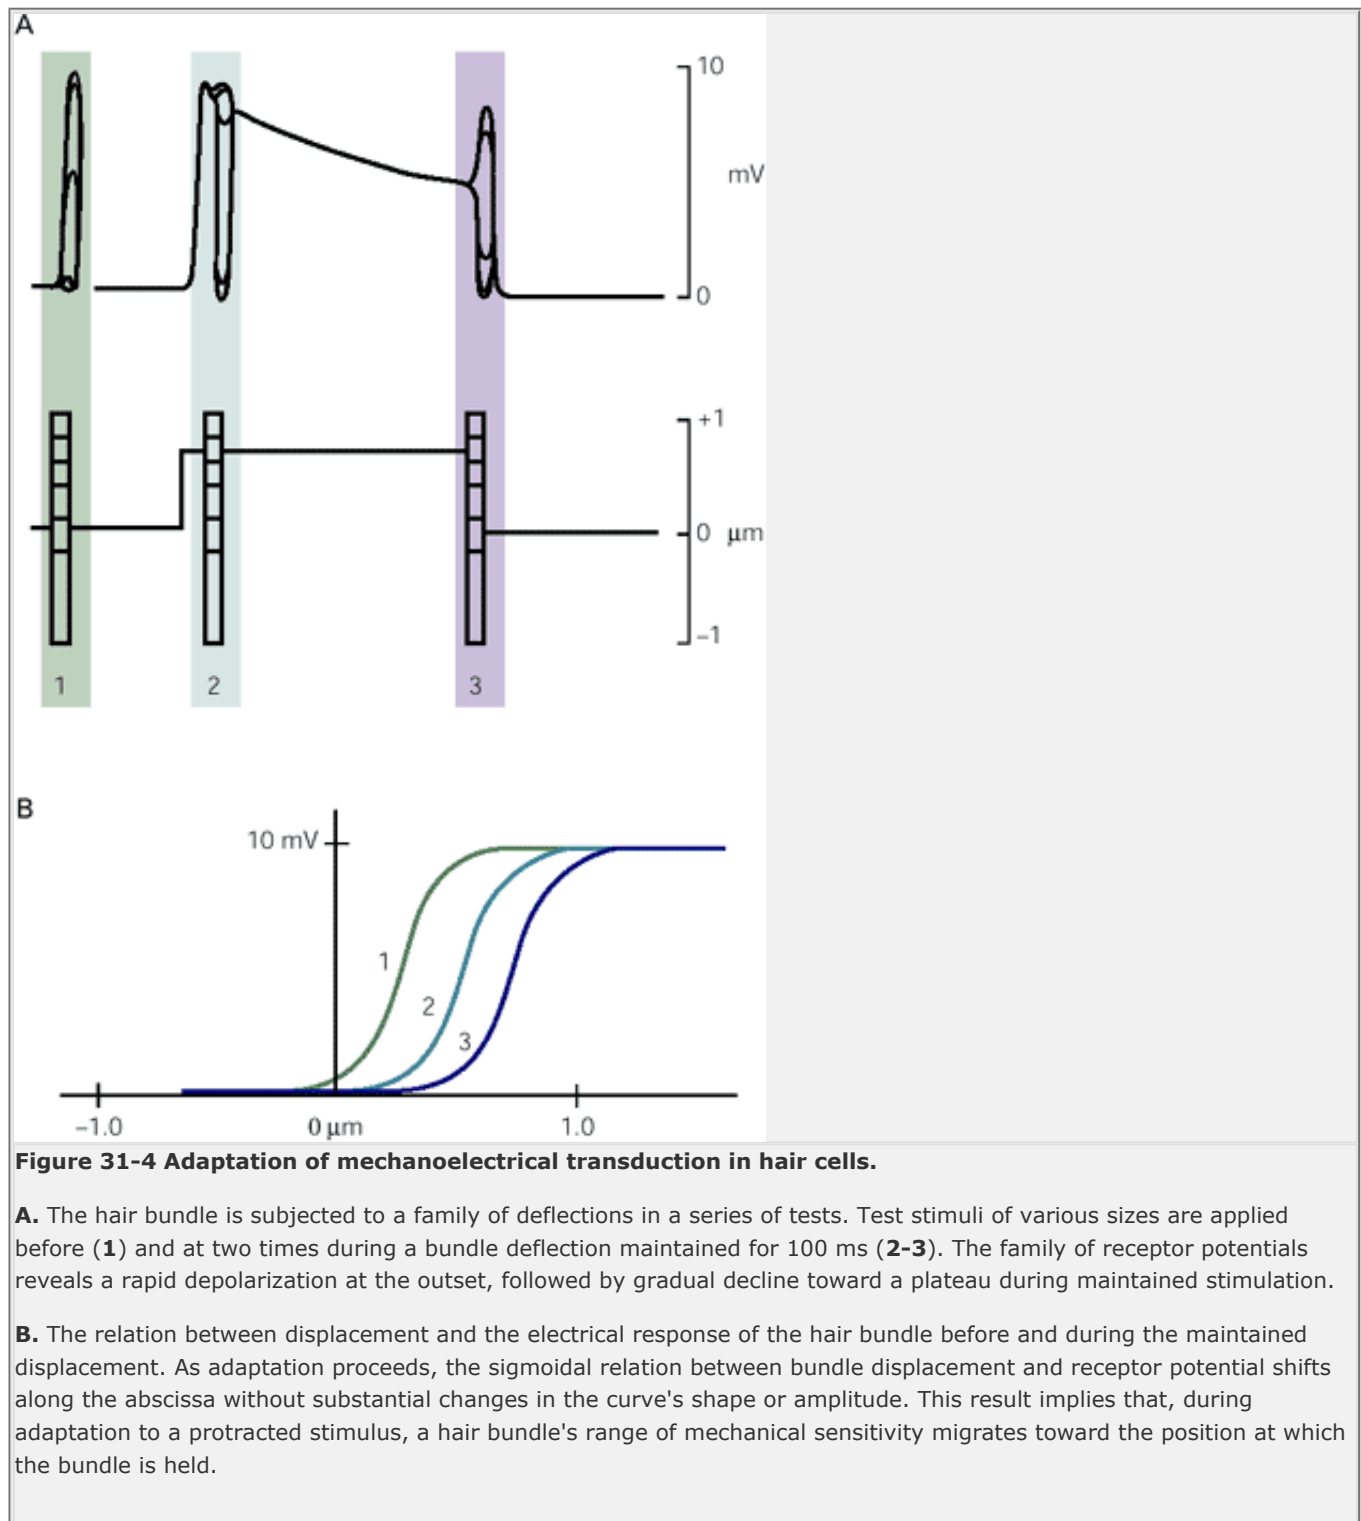 A
10
mV
0
+1
0 μm
–1
1 2 3
B
10 mV
1
2
3
–1.0 0 μm 1.0
Figure 31-4 Adaptation of mechanoelectrical transduction in hair cells.
A. The hair bundle is subjected to a family of deflections in a series of tests. Test stimuli of various sizes are applied
before (1) and at two times during a bundle deflection maintained for 100 ms (2-3). The family of receptor potentials
reveals a rapid depolarization at the outset, followed by gradual decline toward a plateau during maintained stimulation.
B. The relation between displacement and the electrical response of the hair bundle before and during the maintained
displacement. As adaptation proceeds, the sigmoidal relation between bundle displacement and receptor potential shifts
along the abscissa without substantial changes in the curve's shape or amplitude. This result implies that, during
adaptation to a protracted stimulus, a hair bundle's range of mechanical sensitivity migrates toward the position at which
the bundle is held.